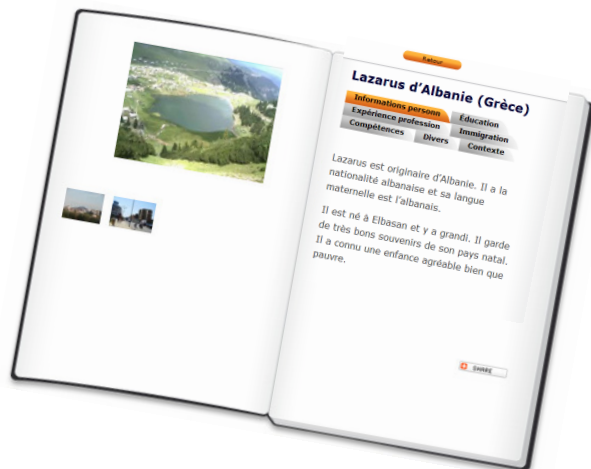 Retour
Lazarus d'Albanie (Grèce)
Informations personn
Éducation
Expérience profession
Immigration
Compétences
Divers
Contexte
Lazarus est originaire d'Albanie. Il a la
nationalité albanaise et sa langue
maternelle est l'albanais.
Il est né à Elbasan et y a grandi. Il garde
de très bons souvenirs de son pays natal.
Il a connu une enfance agréable bien que
pauvre.
SHARE